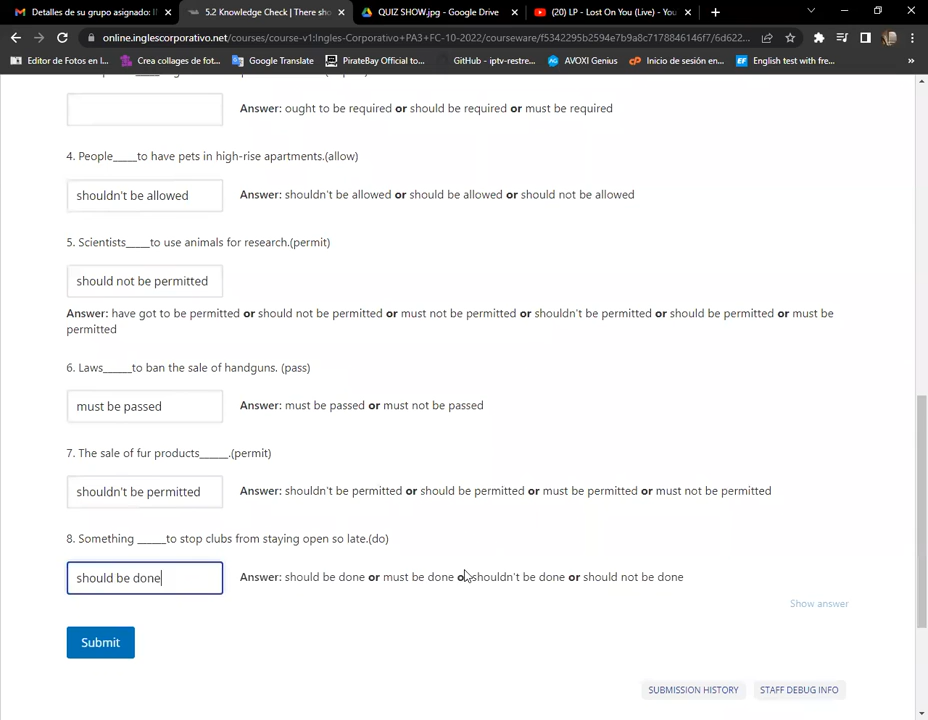 Detalles de su grupo asignado: DE
5.2 Knowledge Check | There sho
QUIZ SHOW.jpg - Google Drive
(20) LP - Lost On You (Live) - You
online.inglescorporativo.net/courses/course-v1:Ingles-Corporativo+PA3+FC-10-2022/courseware/f5342295b2594e7b9a8c7178846146f7/6d622...
Editor de Fotos en l...
Crea collages de fot...
Google Translate
PirateBay Official to...
GitHub - iptv-restre...
AVOXI Genius
Inicio de sesión en...
English test with fre...
Answer: ought to be required or should be required or must be required
4. People_____to have pets in high-rise apartments.(allow)
shouldn't be allowed
Answer: shouldn't be allowed or should be allowed or should not be allowed
5. Scientists_____to use animals for research.(permit)
should not be permitted
Answer: have got to be permitted or should not be permitted or must not be permitted or shouldn't be permitted or should be permitted or must be
permitted
6. Laws______to ban the sale of handguns. (pass)
must be passed
Answer: must be passed or must not be passed
7. The sale of fur products______.(permit)
shouldn't be permitted
Answer: shouldn't be permitted or should be permitted or must be permitted or must not be permitted
8. Something ______to stop clubs from staying open so late.(do)
should be done
Answer: should be done or must be done or shouldn't be done or should not be done
Show answer
Submit
SUBMISSION HISTORY
STAFF DEBUG INFO